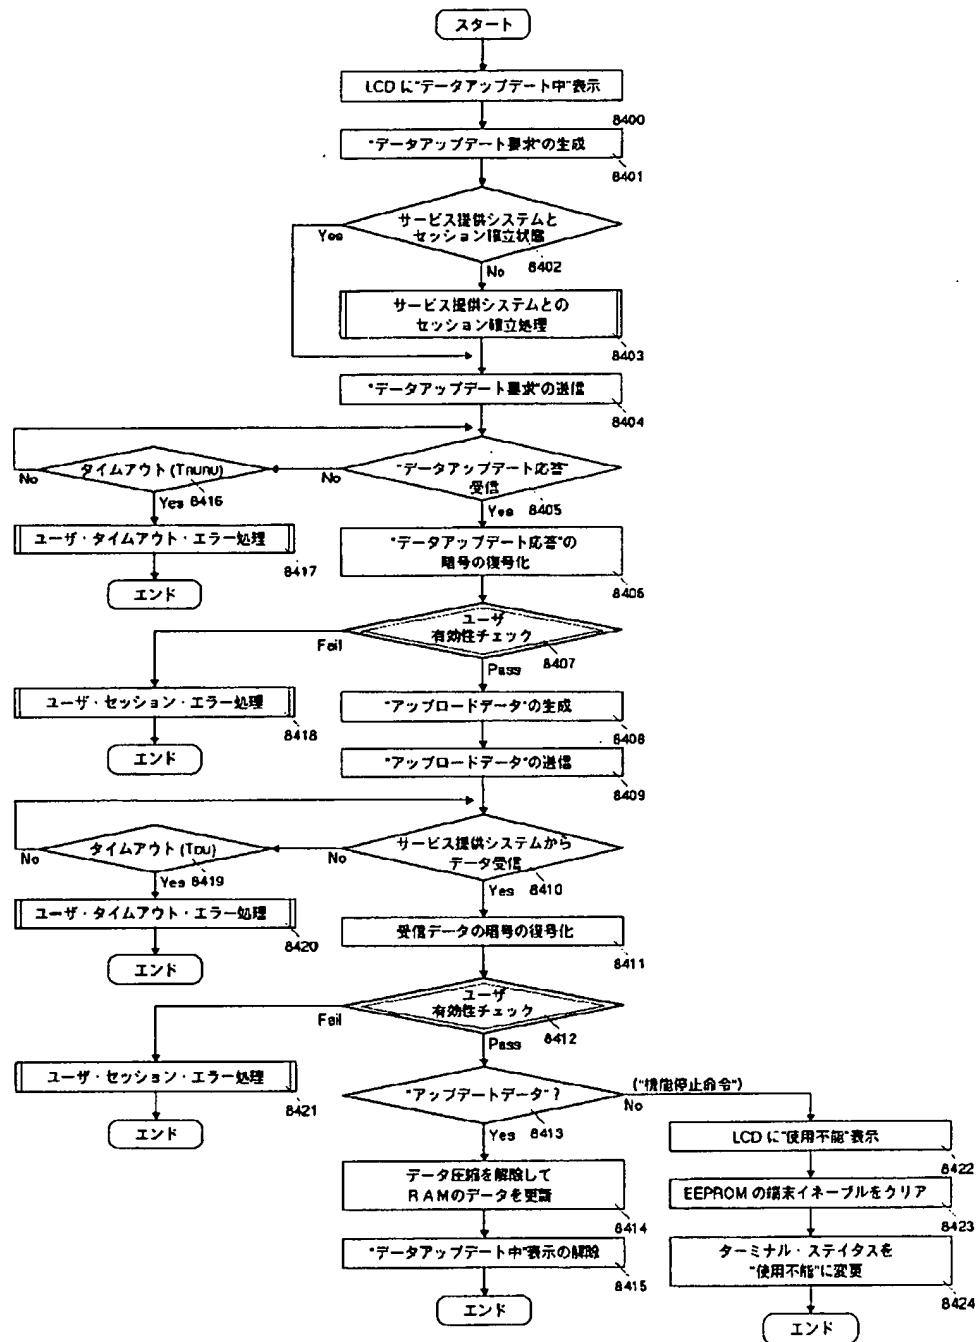 スタート
LCD に"データアップデート中"表示
8400
"データアップデート要求"の生成
8401
サービス提供システムと
セッション確立状態
8402
Yes
No
サービス提供システムとの
セッション確立処理
8403
"データアップデート要求"の送信
8404
"データアップデート応答"
受信
8405
No
Yes
タイムアウト (TRURU)
8416
No
Yes
ユーザ・タイムアウト・エラー処理
8417
エンド
"データアップデート応答"の
暗号の復号化
8406
ユーザ
有効性チェック
8407
Fail
Pass
ユーザ・セッション・エラー処理
8418
エンド
"アップロードデータ"の生成
8408
"アップロードデータ"の送信
8409
サービス提供システムから
データ受信
8410
No
Yes
タイムアウト (TDU)
8419
No
Yes
ユーザ・タイムアウト・エラー処理
8420
エンド
受信データの暗号の復号化
8411
ユーザ
有効性チェック
8412
Fail
Pass
ユーザ・セッション・エラー処理
8421
エンド
"アップデートデータ" ?
8413
("機能停止命令")
No
Yes
データ圧縮を解除して
ＲＡＭのデータを更新
8414
"データアップデート中"表示の解除
8415
エンド
LCD に"使用不能"表示
8422
EEPROM の端末イネーブルをクリア
8423
ターミナル・ステイタスを
"使用不能"に変更
8424
エンド